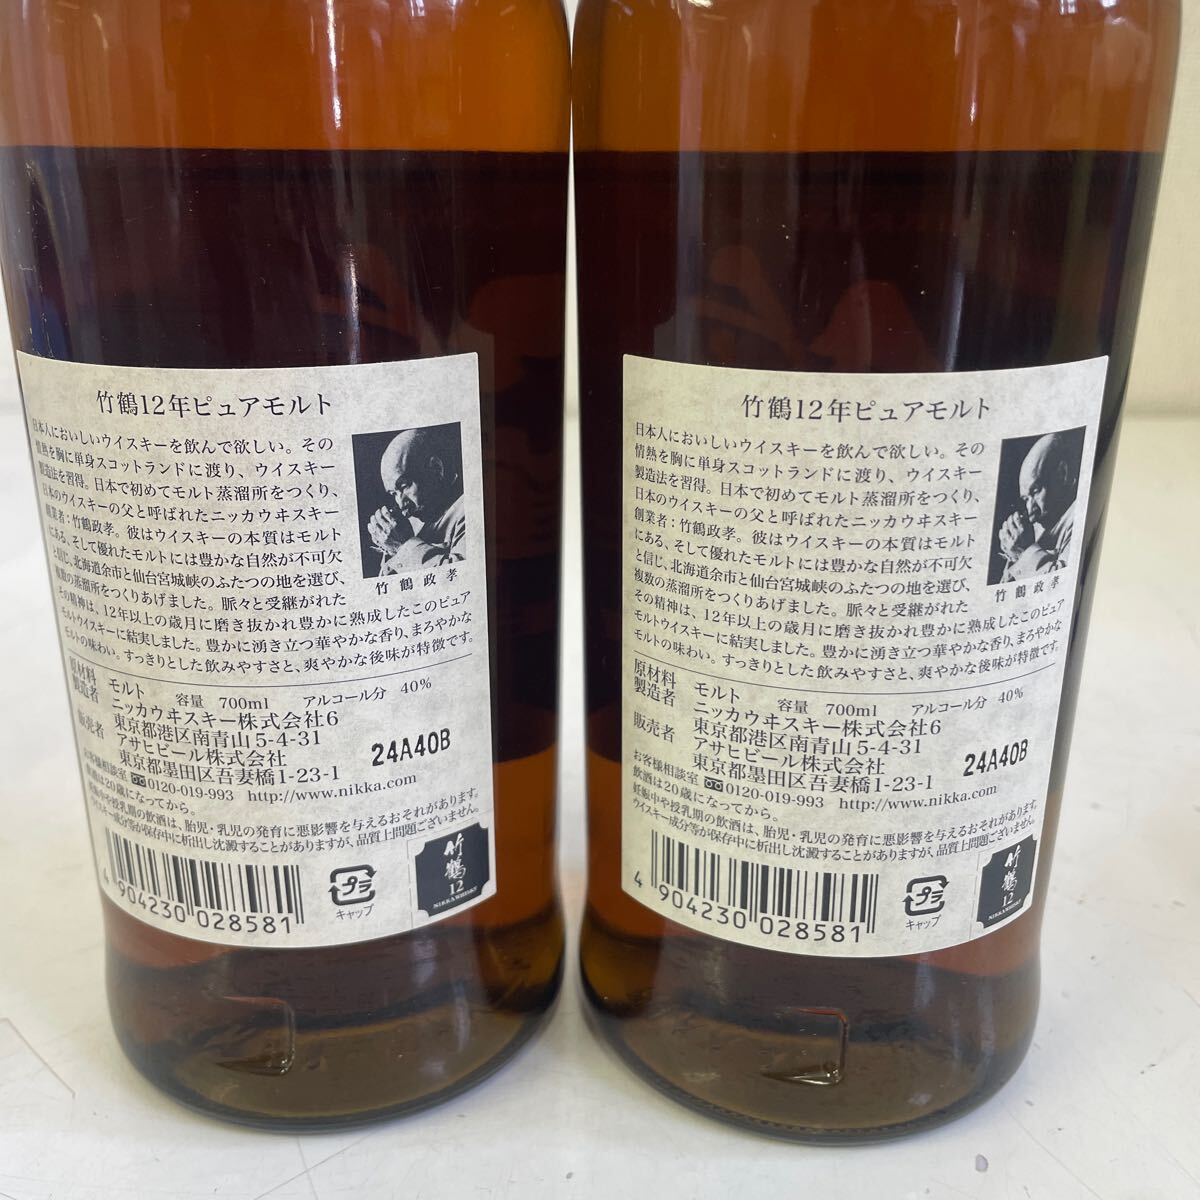 竹鶴12年ピュアモルト
日本人においしいウイスキーを飲んで欲しい。その
情熱を胸に単身スコットランドに渡り、ウイスキー
製造法を習得。日本で初めてモルト蒸溜所をつくり、
日本のウイスキーの父と呼ばれたニッカウヰスキー
創業者:竹鶴政孝。彼はウイスキーの本質はモルト
にある、そして優れたモルトには豊かな自然が不可欠
と信じ、北海道余市と仙台宮城峡のふたつの地を選び、
複数の蒸溜所をつくりあげました。脈々と受継がれた
その精神は、12年以上の歳月に磨き抜かれ豊かに熟成したこのピュア
モルトウイスキーに結実しました。豊かに湧き立つ華やかな香り、まろやかな
モルトの味わい。すっきりとした飲みやすさと、爽やかな後味が特徴です。
竹鶴政孝
原材料 モルト 容量 700ml アルコール分 40%
製造者 ニッカウヰスキー株式会社6
東京都港区南青山5-4-31
販売者 アサヒビール株式会社
東京都墨田区吾妻橋1-23-1
24A40B
お客様相談室 0120-019-993 http://www.nikka.com
飲酒は20歳になってから。
妊娠中や授乳期の飲酒は、胎児・乳児の発育に悪影響を与えるおそれがあります。
ウイスキー成分等が保存中に析出し沈澱することがありますが、品質上問題ございません。
4 904230 028581
プラ
キャップ
竹鶴
12
NIKKA WHISKY
竹鶴12年ピュアモルト
日本人においしいウイスキーを飲んで欲しい。その
情熱を胸に単身スコットランドに渡り、ウイスキー
製造法を習得。日本で初めてモルト蒸溜所をつくり、
日本のウイスキーの父と呼ばれたニッカウヰスキー
創業者:竹鶴政孝。彼はウイスキーの本質はモルト
にある、そして優れたモルトには豊かな自然が不可欠
と信じ、北海道余市と仙台宮城峡のふたつの地を選び、
複数の蒸溜所をつくりあげました。脈々と受継がれた
その精神は、12年以上の歳月に磨き抜かれ豊かに熟成したこのピュア
モルトウイスキーに結実しました。豊かに湧き立つ華やかな香り、まろやかな
モルトの味わい。すっきりとした飲みやすさと、爽やかな後味が特徴です。
竹鶴政孝
原材料 モルト 容量 700ml アルコール分 40%
製造者 ニッカウヰスキー株式会社6
東京都港区南青山5-4-31
販売者 アサヒビール株式会社
東京都墨田区吾妻橋1-23-1
24A40B
お客様相談室 0120-019-993 http://www.nikka.com
飲酒は20歳になってから。
妊娠中や授乳期の飲酒は、胎児・乳児の発育に悪影響を与えるおそれがあります。
ウイスキー成分等が保存中に析出し沈澱することがありますが、品質上問題ございません。
4 904230 028581
プラ
キャップ
竹鶴
12
NIKKA WHISKY